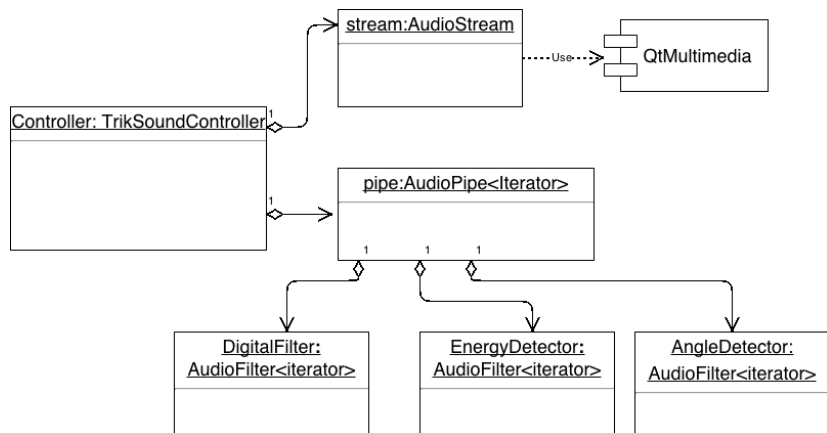 stream:AudioStream
Use
QtMultimedia
Controller: TrikSoundController
1
1
pipe:AudioPipe<Iterator>
1
1
1
DigitalFilter:
AudioFilter<iterator>
EnergyDetector:
AudioFilter<iterator>
AngleDetector:
AudioFilter<iterator>